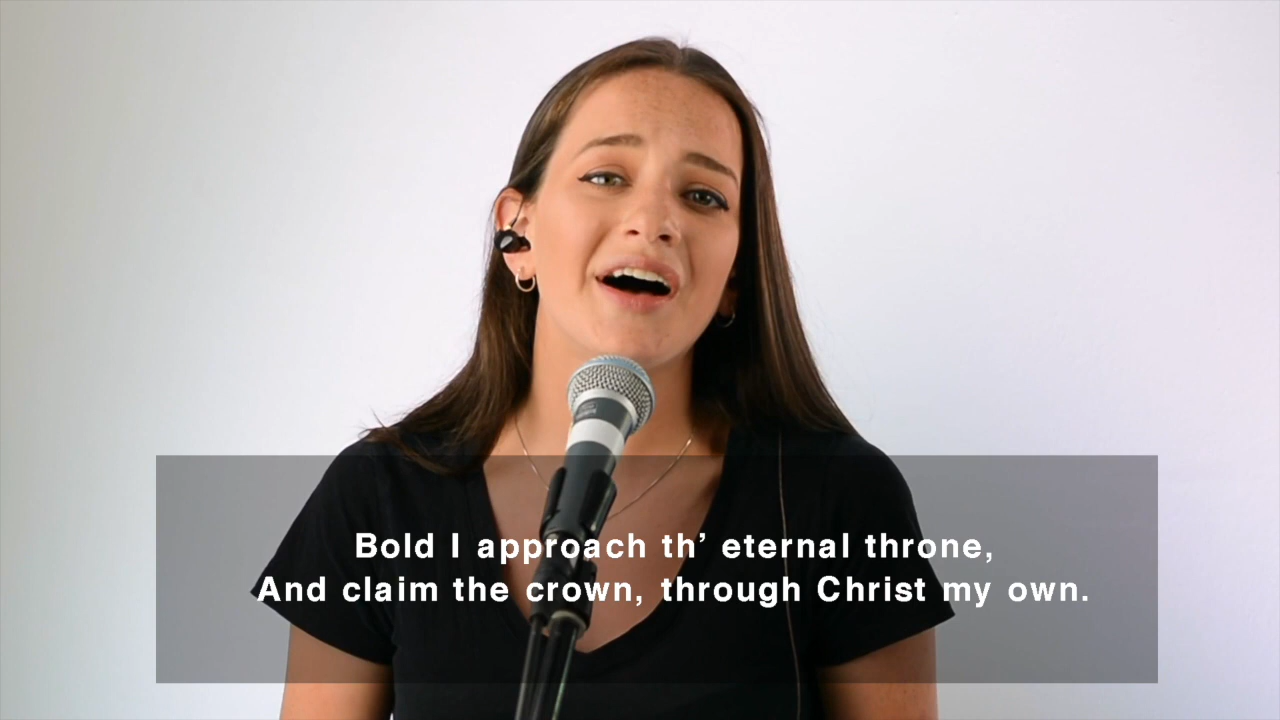 Bold I approach th’ eternal throne,
And claim the crown, through Christ my own.